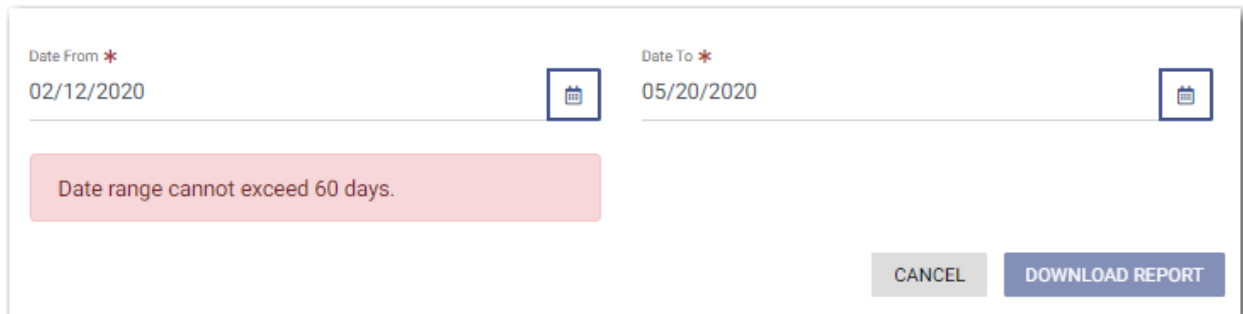 Date From *
Date To *
02/12/2020
05/20/2020
Date range cannot exceed 60 days.
CANCEL
DOWNLOAD REPORT